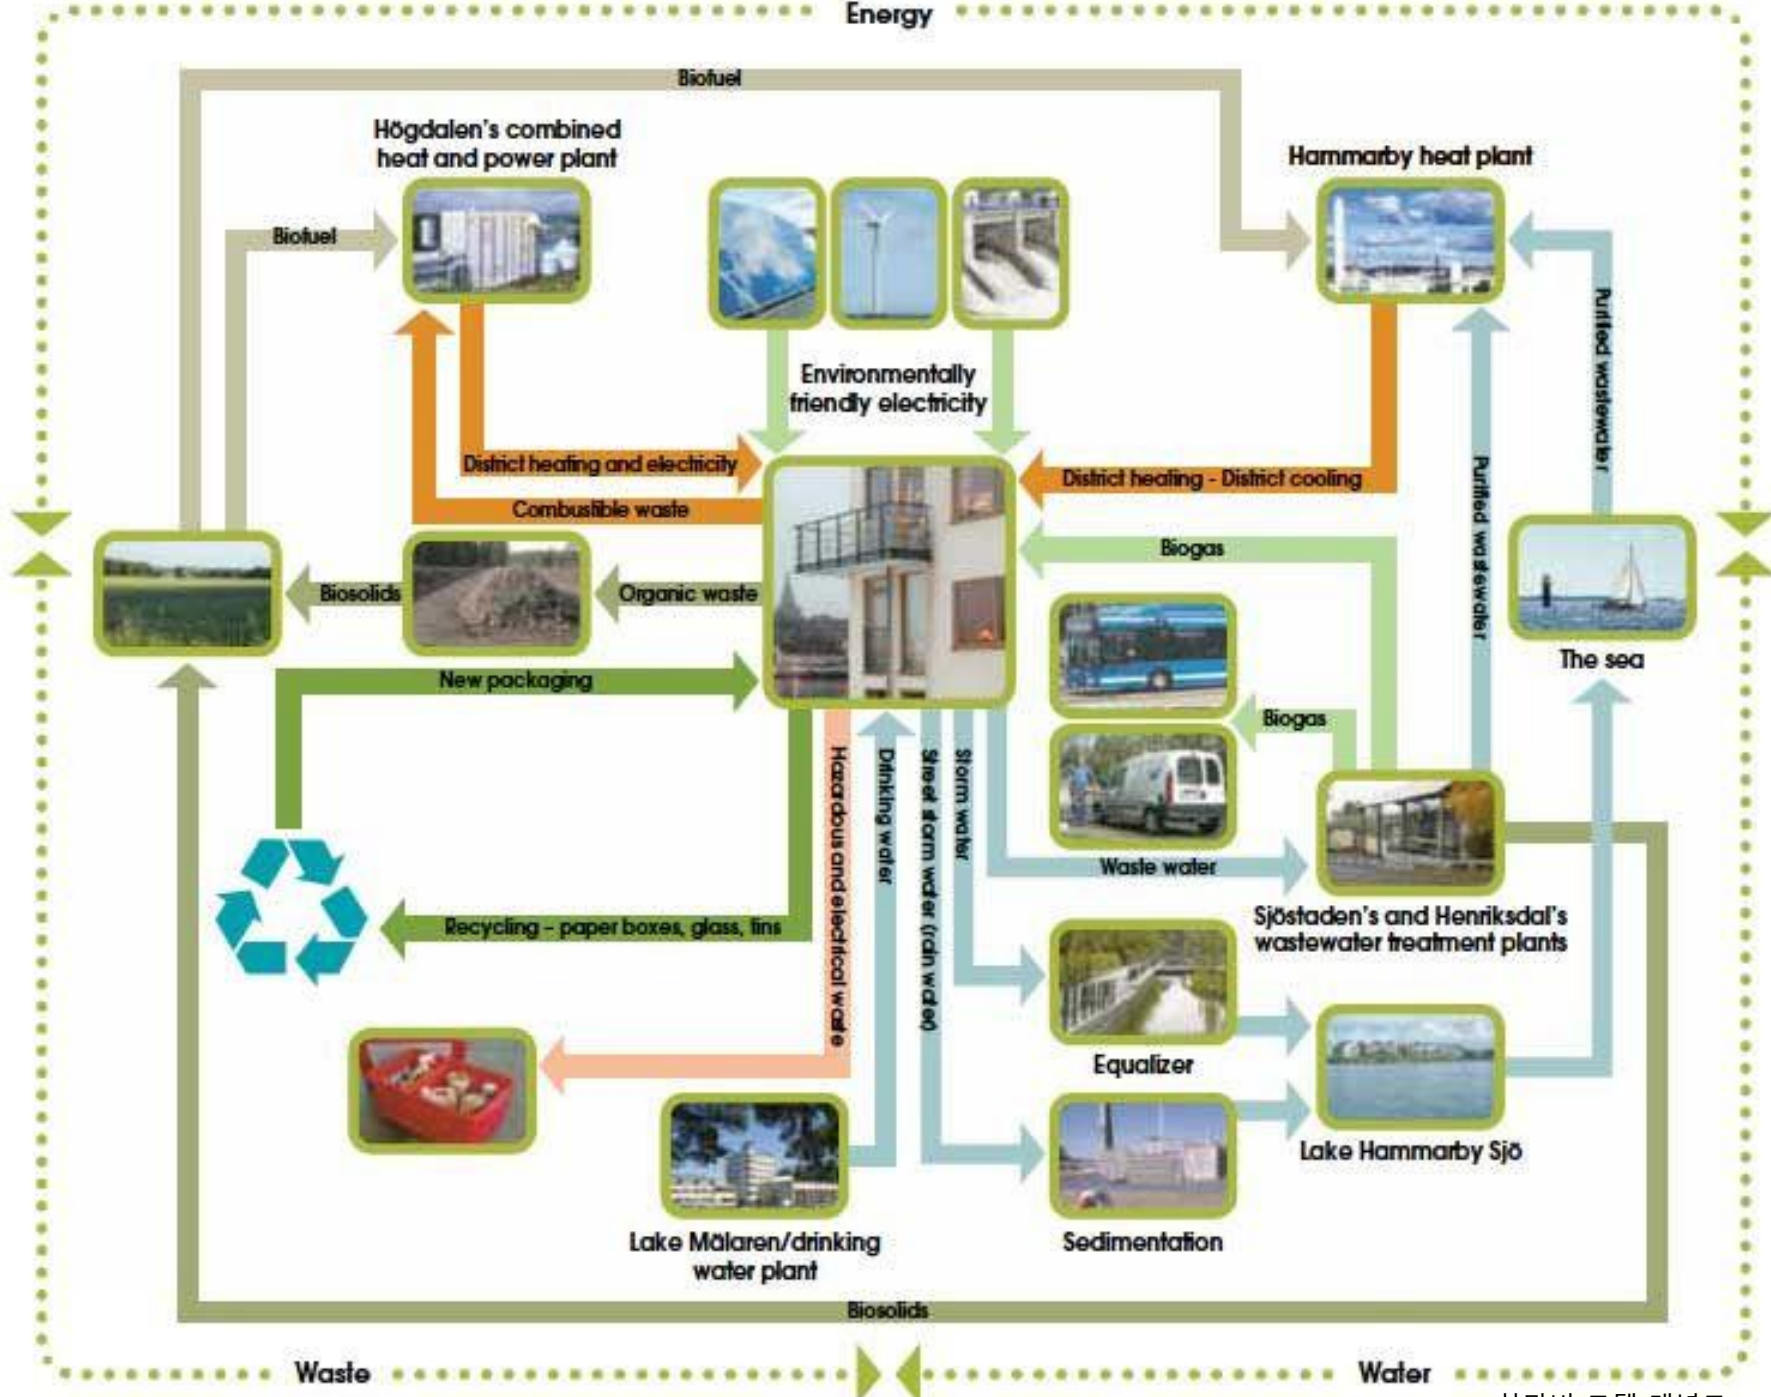 Energy
Biofuel
Högdalen's combined
heat and power plant
Hammarby heat plant
Biofuel
Environmentally
friendly electricity
Purified wastewater
District heating and electricity
District heating - District cooling
Combustible waste
Purified wastewater
Biogas
Biosolids
Organic waste
The sea
New packaging
Biogas
Hazardous and electrical waste
Drinking water
Street storm water (rain water)
Storm water
Waste water
Recycling – paper boxes, glass, tins
Sjöstaden's and Henriksdal's
wastewater treatment plants
Equalizer
Lake Hammarby Sjö
Lake Mälaren/drinking
water plant
Sedimentation
Biosolids
Waste
Water